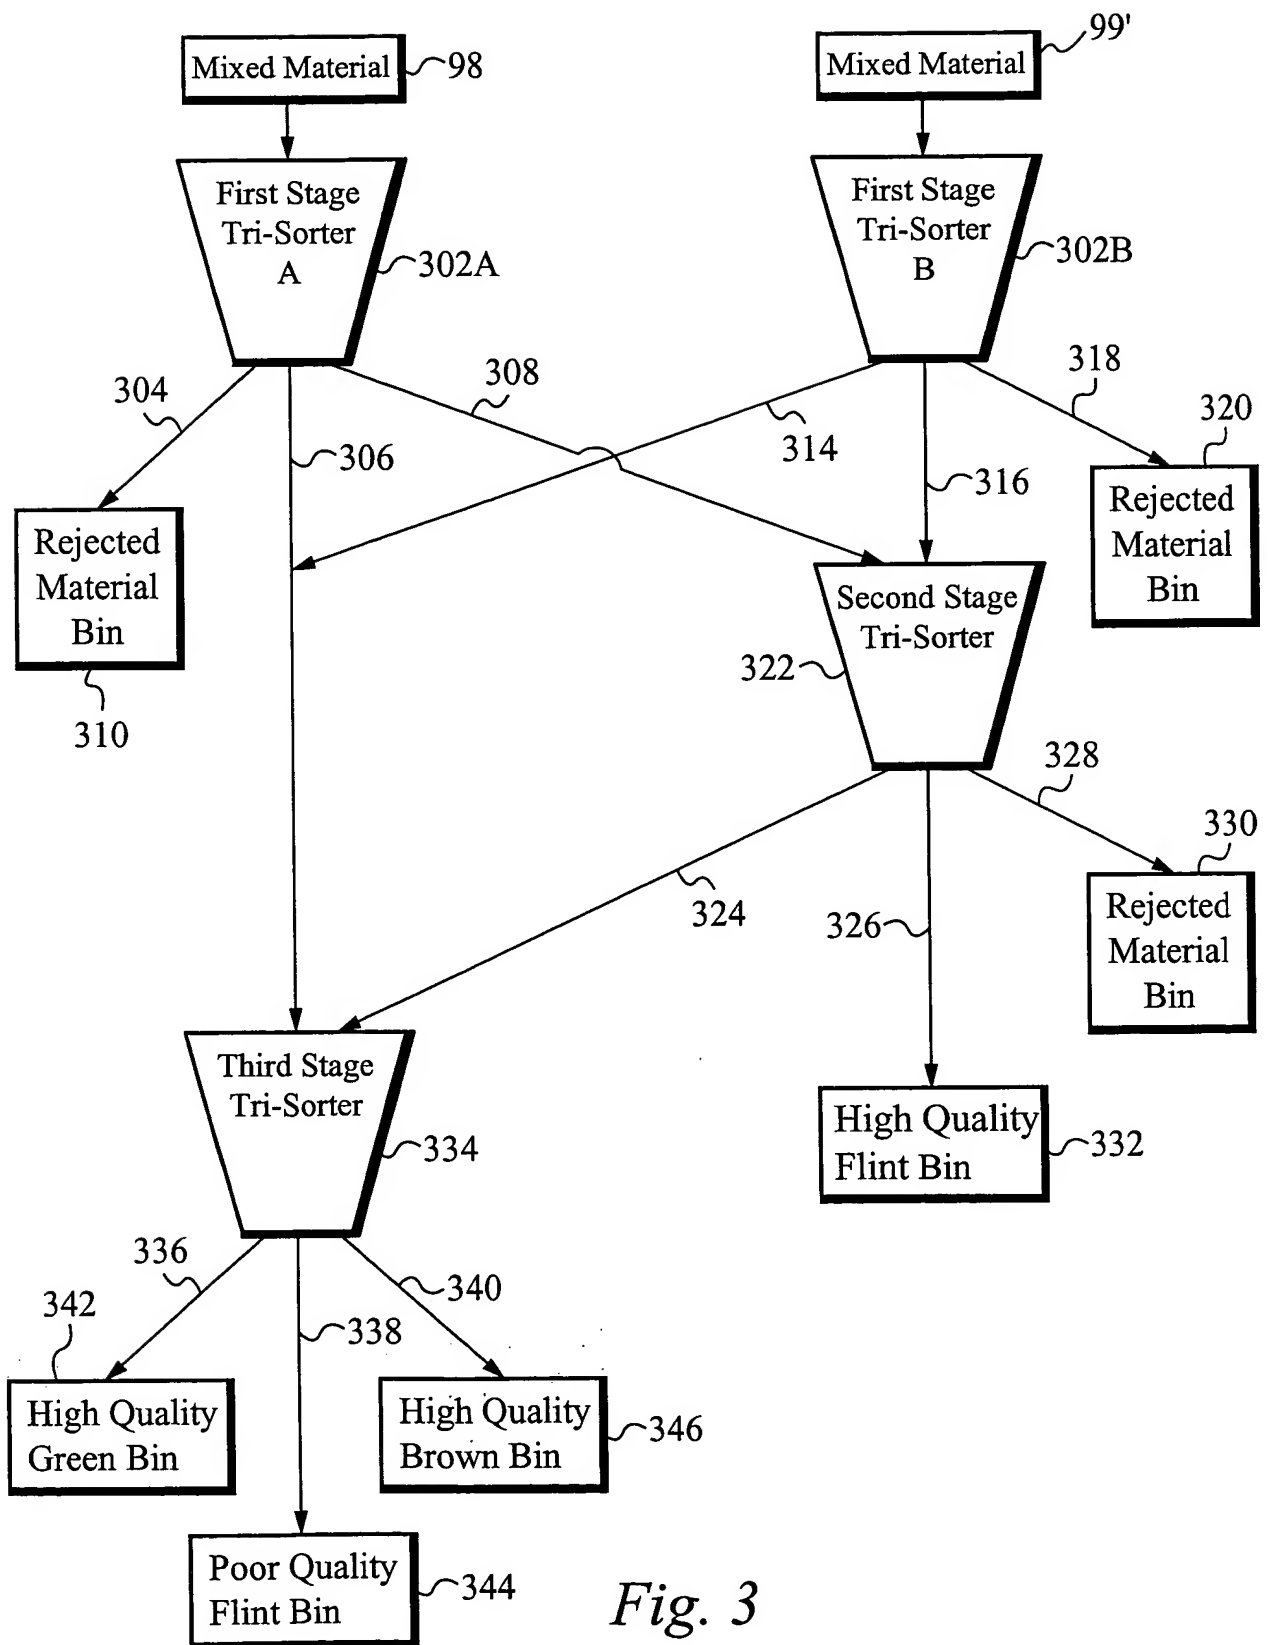 Mixed Material
98
Mixed Material
99'
First Stage
Tri-Sorter
A
302A
First Stage
Tri-Sorter
B
302B
304
306
308
314
316
318
320
Rejected
Material
Bin
310
Rejected
Material
Bin
Second Stage
Tri-Sorter
322
324
326
328
330
Rejected
Material
Bin
Third Stage
Tri-Sorter
334
High Quality
Flint Bin
332
336
338
340
342
High Quality
Green Bin
High Quality
Brown Bin
346
Poor Quality
Flint Bin
344
Fig. 3